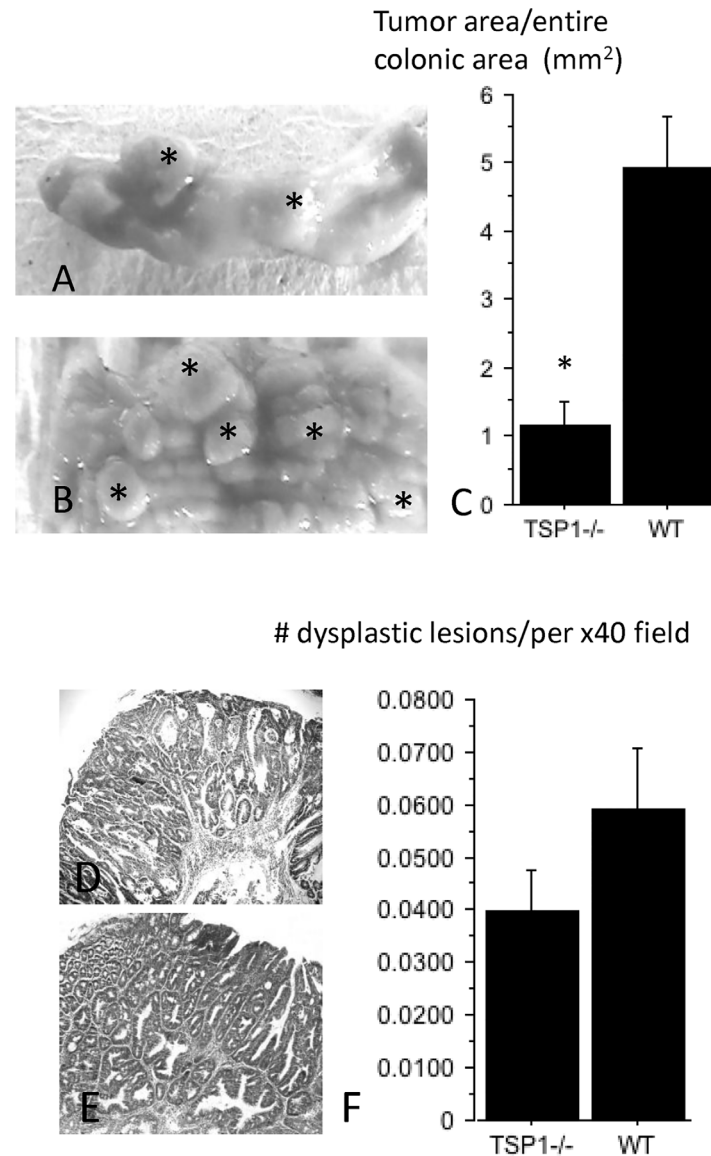 Tumor area/entire
colonic area (mm²)
6
5
4
3
2
1
0
*
TSP1-/-
WT
C
* *
A
*
* *
* *
B
# dysplastic lesions/per x40 field
0.0800
0.0700
0.0600
0.0500
0.0400
0.0300
0.0200
0.0100
0
TSP1-/-
WT
D
E
F